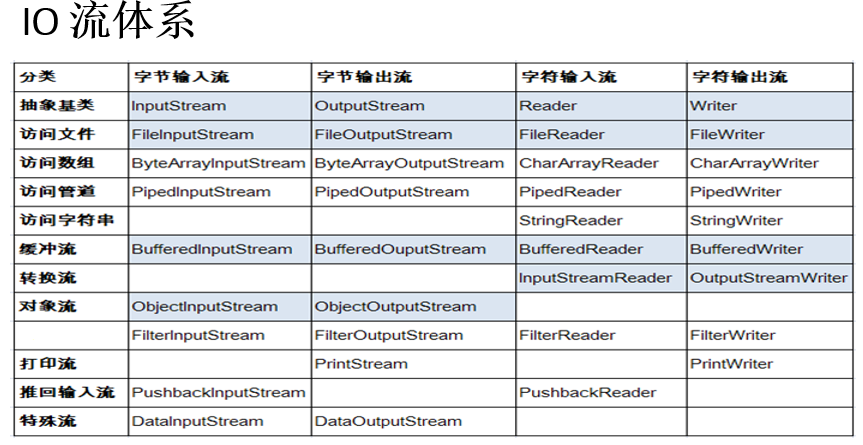 IO 流体系
分类 字节输入流 字节输出流 字符输入流 字符输出流
抽象基类 InputStream OutputStream Reader Writer
访问文件 FileInputStream FileOutputStream FileReader FileWriter
访问数组 ByteArrayInputStream ByteArrayOutputStream CharArrayReader CharArrayWriter
访问管道 PipedInputStream PipedOutputStream PipedReader PipedWriter
访问字符串 StringReader StringWriter
缓冲流 BufferedInputStream BufferedOuputStream BufferedReader BufferedWriter
转换流 InputStreamReader OutputStreamWriter
对象流 ObjectInputStream ObjectOutputStream
FilterInputStream FilterOutputStream FilterReader FilterWriter
打印流 PrintStream PrintWriter
推回输入流 PushbackInputStream PushbackReader
特殊流 DataInputStream DataOutputStream